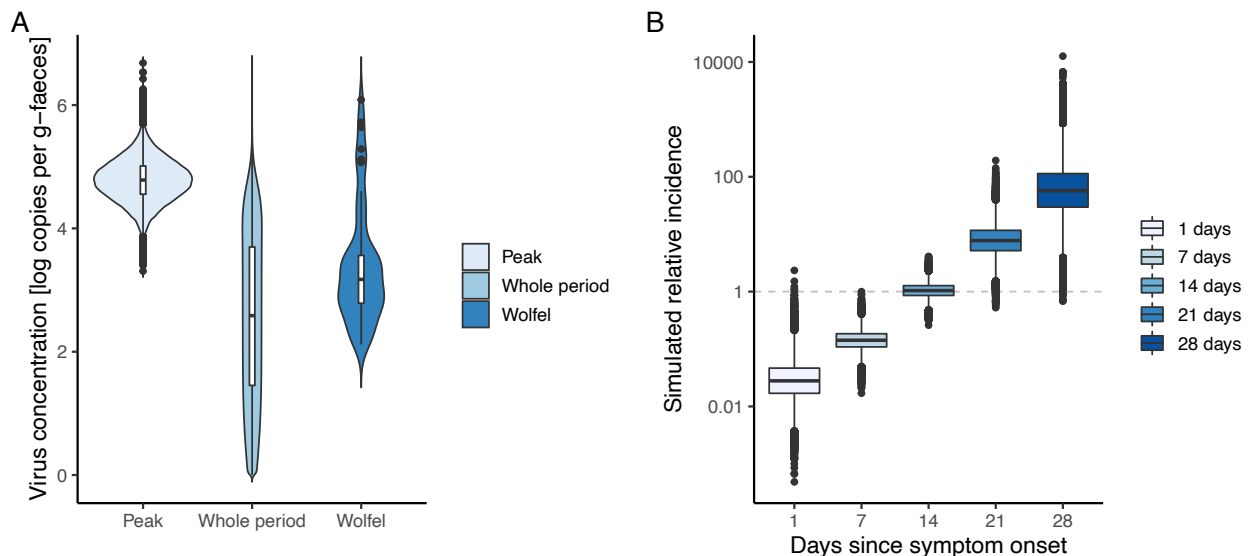 A
Virus concentration [log copies per g−faeces]
6
4
2
0
Peak
Whole period
Wolfel
Peak
Whole period
Wolfel
B
Simulated relative incidence
10000
100
1
0.01
1
7
14
21
28
Days since symptom onset
1 days
7 days
14 days
21 days
28 days